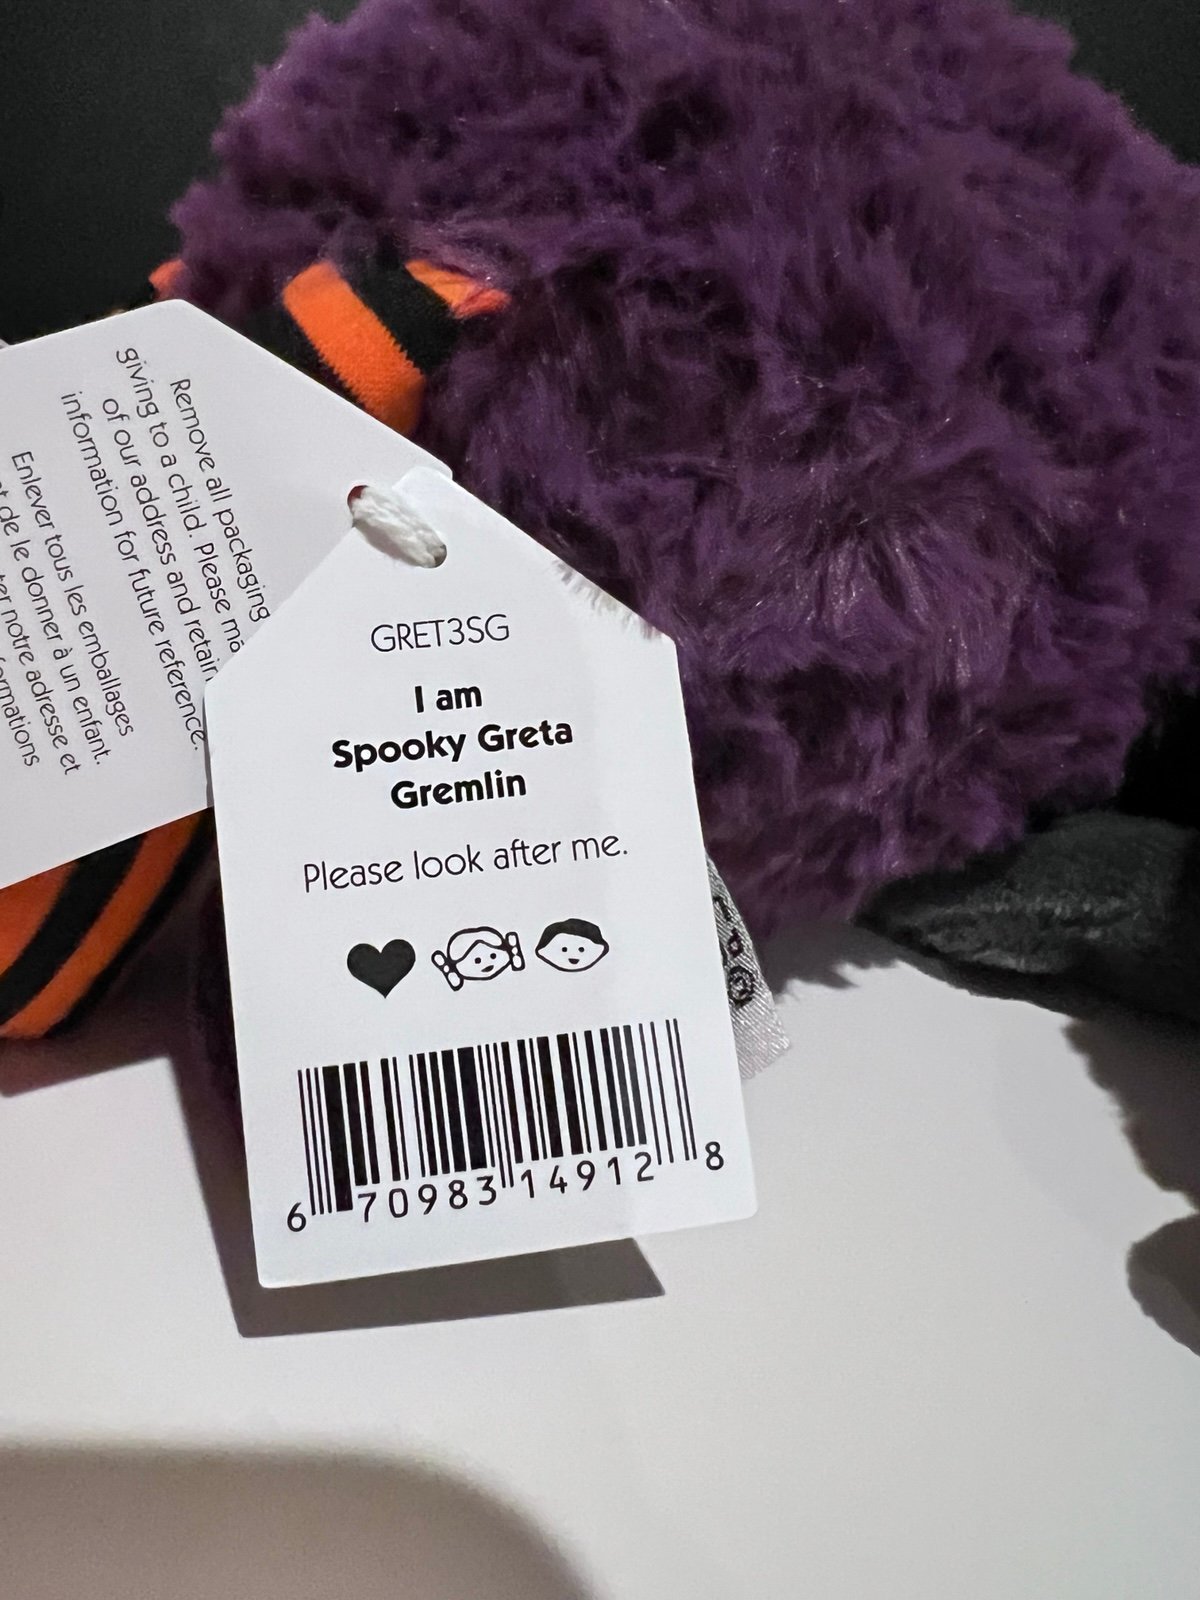 Remove all packaging
giving to a child. Please
of our address and retain
information for future reference.
Enlever tous les emballages
de le donner à un enfant.
notre adresse et
GRET3SG
I am
Spooky Greta
Gremlin
Please look after me.
6 70983 14912 8